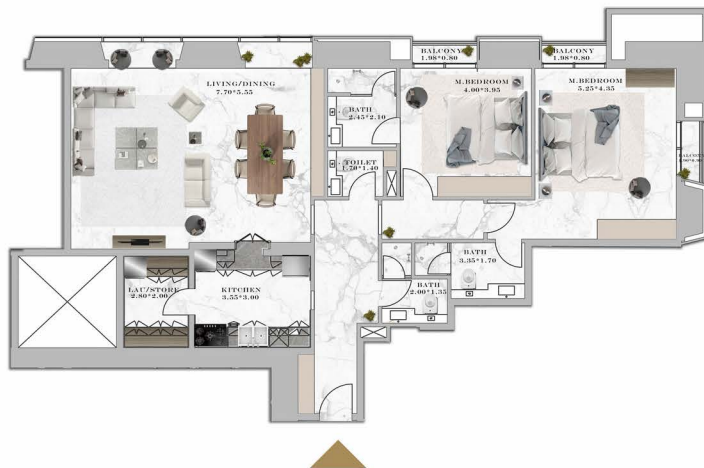 BALCONY
1.98*0.80
BALCONY
1.98*0.80
LIVING/DINING
7.70*5.55
M.BEDROOM
4.00*3.95
M.BEDROOM
5.25*4.35
BATH
2.45*2.10
TOILET
1.70*1.40
BALCONY
BATH
3.35*1.70
LAU/STORE
2.80*2.00
KITCHEN
3.55*3.00
BATH
2.00*1.35